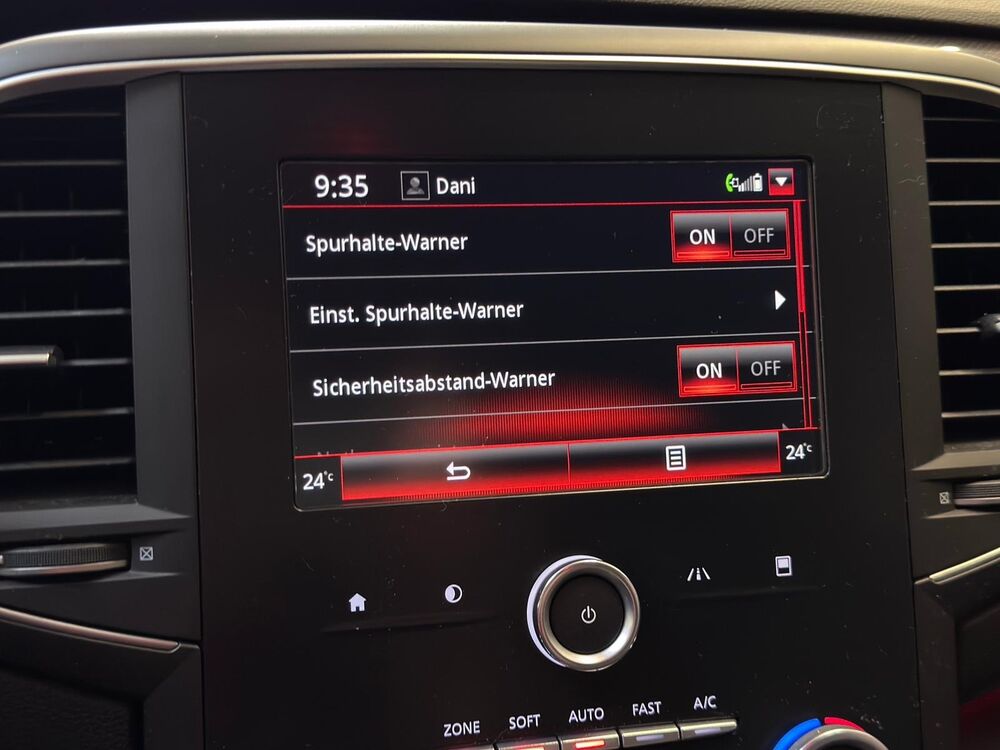 9:35 Dani
Spurhalte-Warner ON OFF
Einst. Spurhalte-Warner
Sicherheitsabstand-Warner ON OFF
24°C 24°C
ZONE SOFT AUTO FAST A/C